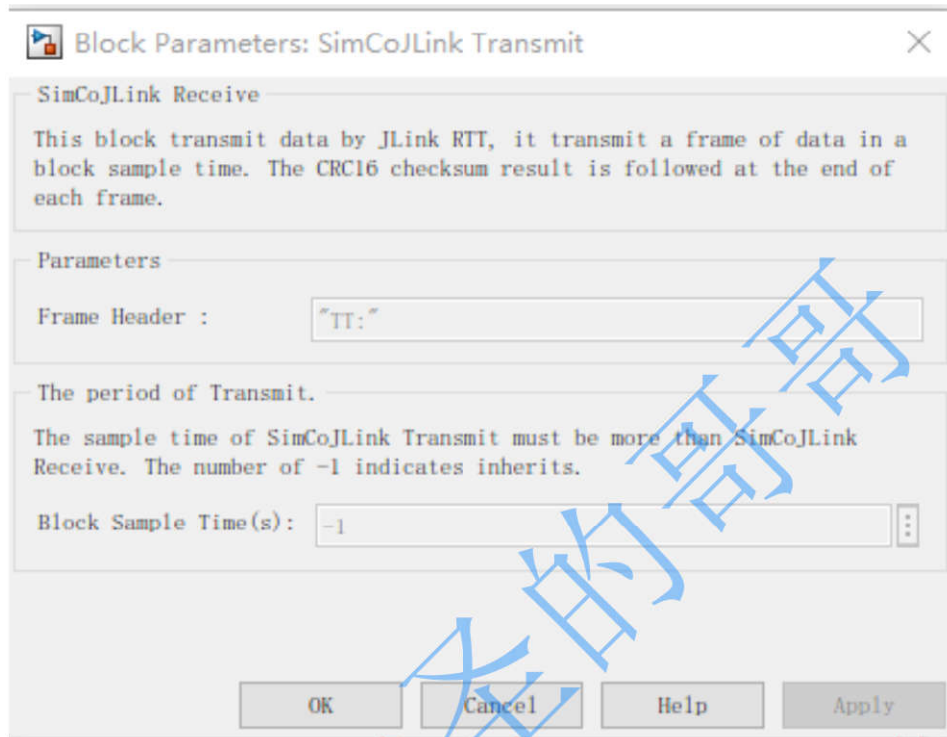 Block Parameters: SimCoJLink Transmit
SimCoJLink Receive
This block transmit data by JLink RTT, it transmit a frame of data in a
block sample time. The CRC16 checksum result is followed at the end of
each frame.
Parameters
Frame Header :
"TT:"
The period of Transmit.
The sample time of SimCoJLink Transmit must be more than SimCoJLink
Receive. The number of -1 indicates inherits.
Block Sample Time(s):
-1
OK
Cancel
Help
Apply
的哥哥